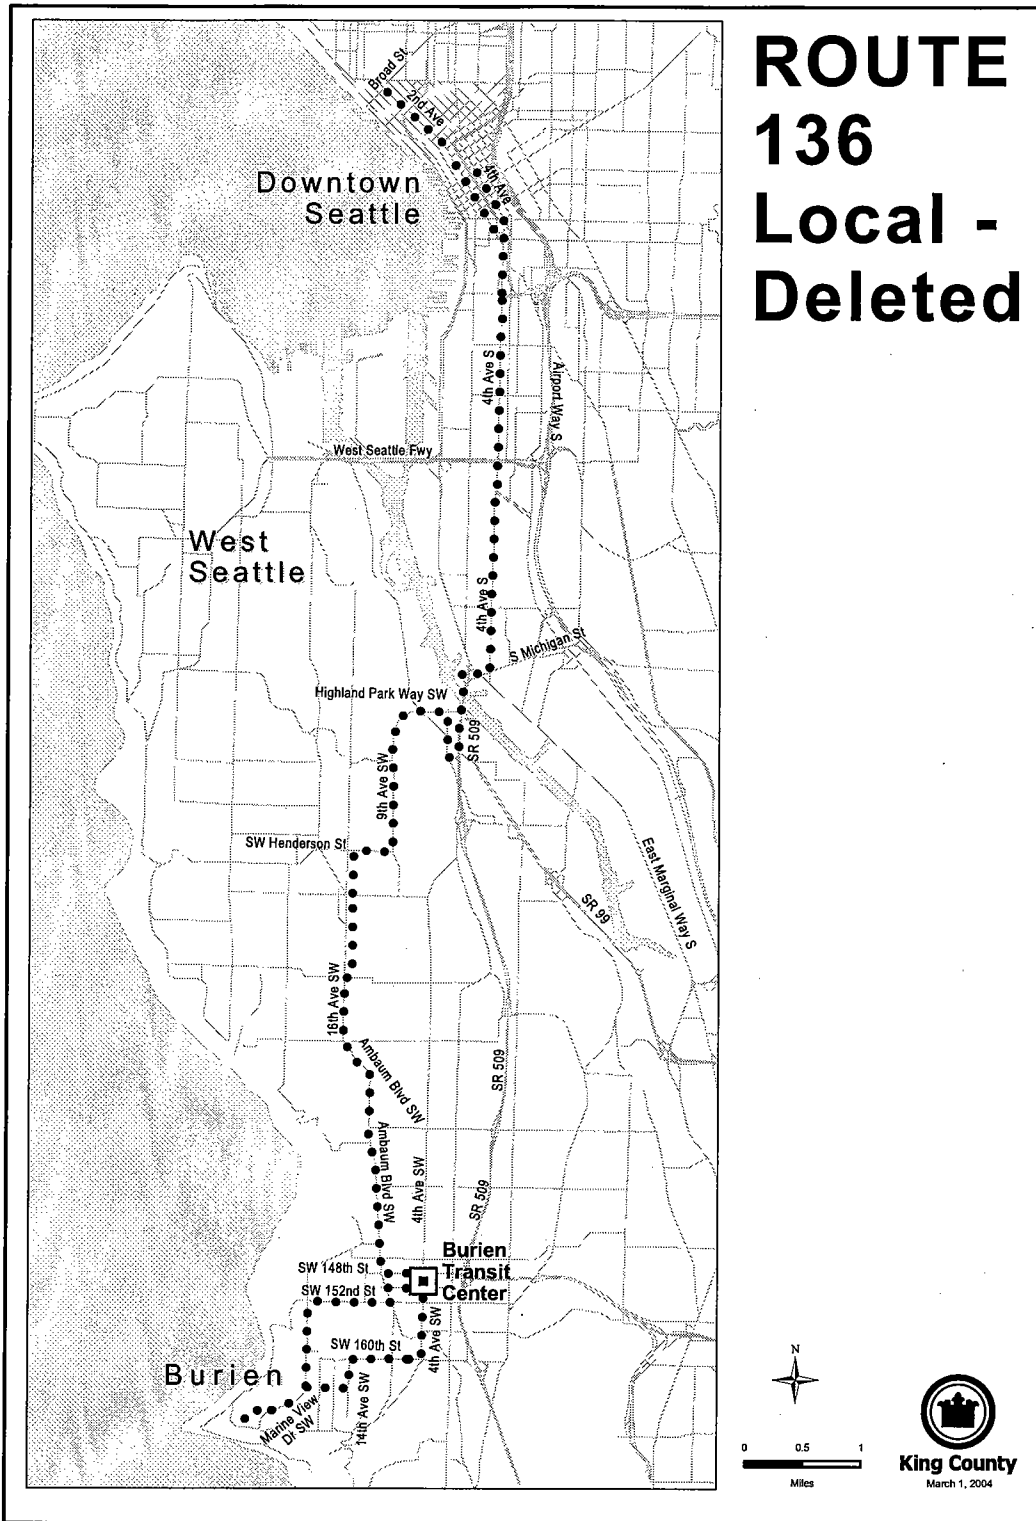 ROUTE
136
Local -
Deleted
Broad St
2nd Ave
4th Ave
Downtown
Seattle
4th Ave S
Airport Way S
West Seattle Fwy
West
Seattle
4th Ave S
S Michigan St
Highland Park Way SW
SR 509
9th Ave SW
SW Henderson St
East Marginal Way S
SR 99
16th Ave SW
Ambaum Blvd SW
SR 509
Ambaum Blvd SW
4th Ave SW
SR 509
Burien
Transit
Center
SW 148th St
SW 152nd St
4th Ave SW
SW 160th St
Burien
14th Ave SW
Marine View
Dr SW
N
0 0.5 1
Miles
King County
March 1, 2004